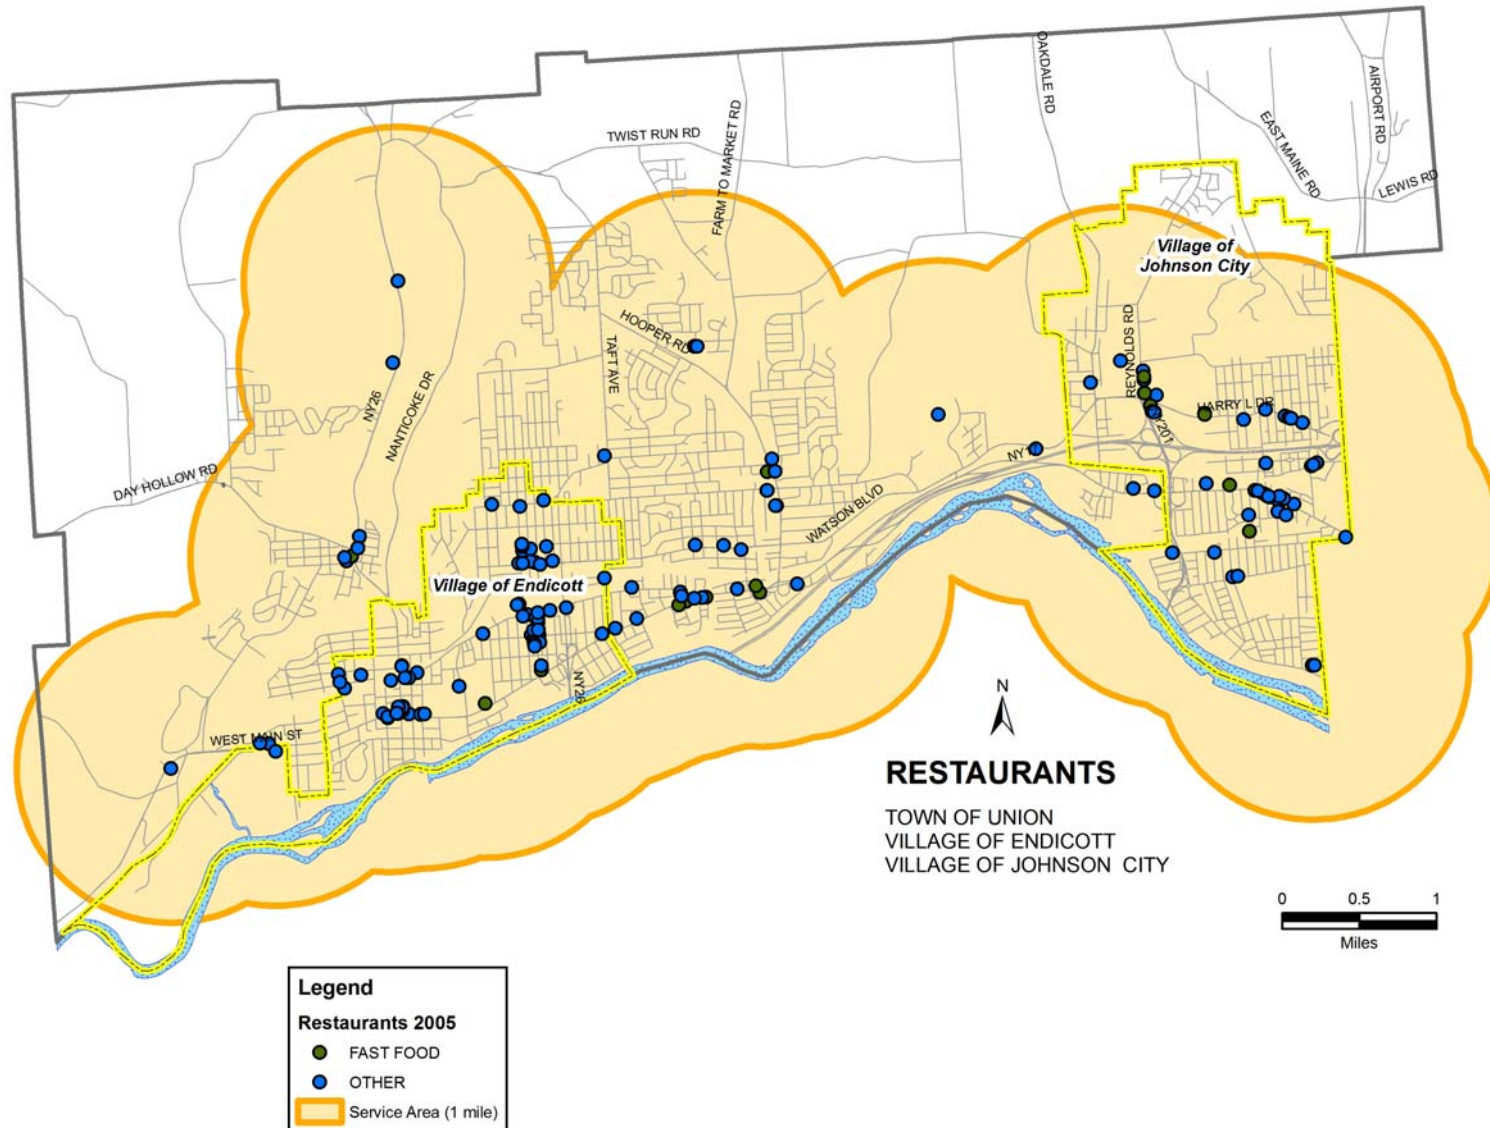 OAKDALE RD
AIRPORT RD
EAST MAINE RD
LEWIS RD
TWIST RUN RD
FARM TO MARKET RD
Village of
Johnson City
HOOPER RD
TAFT AVE
REYNOLDS RD
HARRY L DR
NY26
NANTICOKE DR
DAY HOLLOW RD
WATSON BLVD
Village of Endicott
NY26
WEST MAIN ST
N
RESTAURANTS
TOWN OF UNION
VILLAGE OF ENDICOTT
VILLAGE OF JOHNSON CITY
0 0.5 1
Miles
Legend
Restaurants 2005
FAST FOOD
OTHER
Service Area (1 mile)